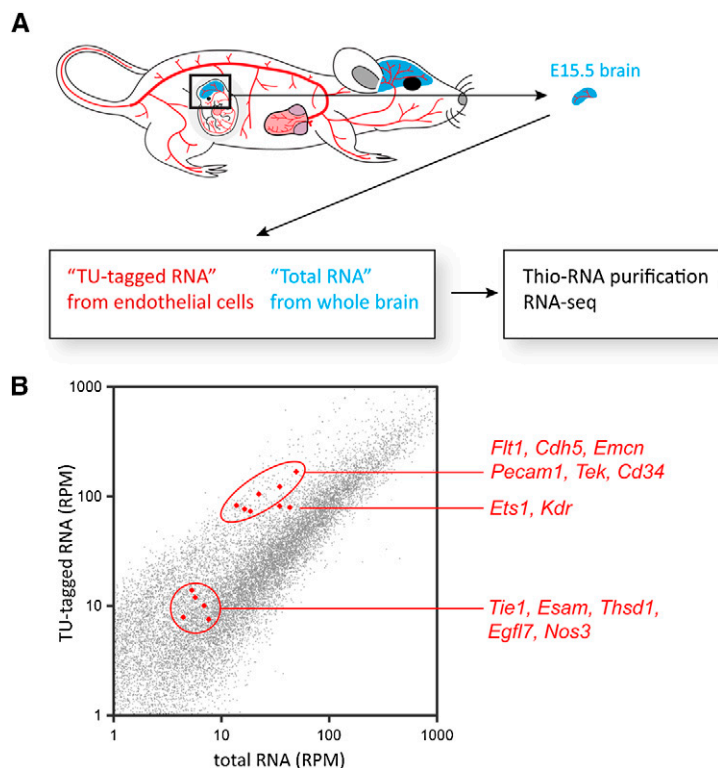 A
E15.5 brain
“TU-tagged RNA”
from endothelial cells
“Total RNA”
from whole brain
Thio-RNA purification
RNA-seq
B
1000
100
10
1
TU-tagged RNA (RPM)
1
10
100
1000
total RNA (RPM)
Flt1, Cdh5, Emcn
Pecam1, Tek, Cd34
Ets1, Kdr
Tie1, Esam, Thsd1,
Egfl7, Nos3